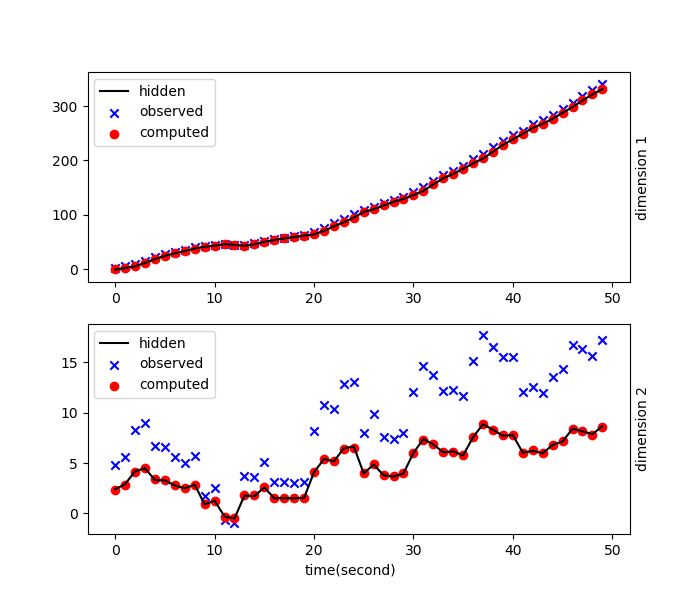 hidden
observed
computed
300
200
100
0
0 10 20 30 40 50
dimension 1
hidden
observed
computed
15
10
5
0
0 10 20 30 40 50
dimension 2
time(second)